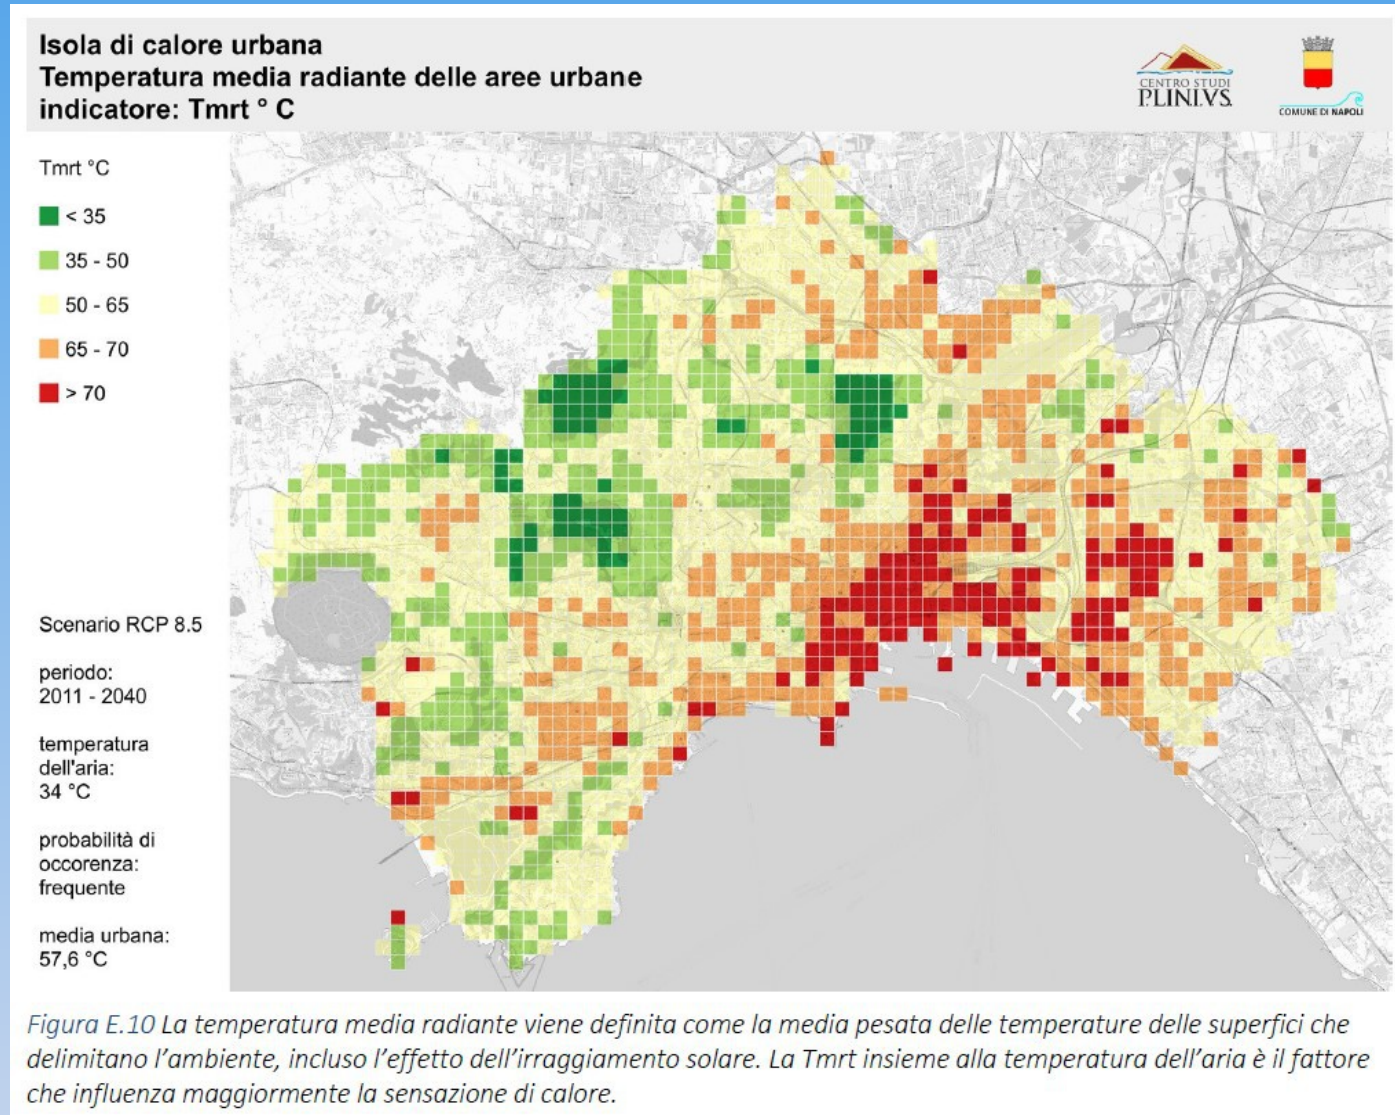 Isola di calore urbana
Temperatura media radiante delle aree urbane
indicatore: Tmrt ° C
CENTRO STUDI
PLINIVS
COMUNE DI NAPOLI
Tmrt °C
< 35
35 - 50
50 - 65
65 - 70
> 70
Scenario RCP 8.5
periodo:
2011 - 2040
temperatura
dell'aria:
34 °C
probabilità di
occorenza:
frequente
media urbana:
57,6 °C
Figura E.10 La temperatura media radiante viene definita come la media pesata delle temperature delle superfici che
delimitano l’ambiente, incluso l’effetto dell’irraggiamento solare. La Tmrt insieme alla temperatura dell’aria è il fattore
che influenza maggiormente la sensazione di calore.